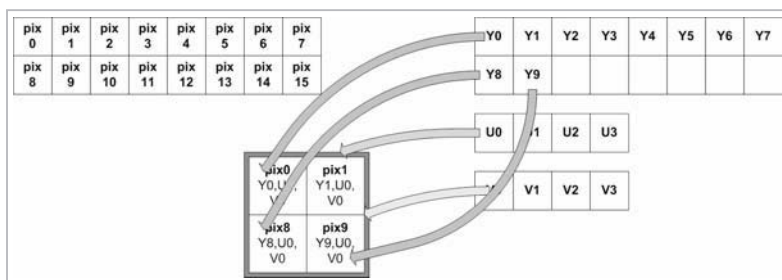 pix 0 pix 1 pix 2 pix 3 pix 4 pix 5 pix 6 pix 7
pix 8 pix 9 pix 10 pix 11 pix 12 pix 13 pix 14 pix 15
Y0 Y1 Y2 Y3 Y4 Y5 Y6 Y7
Y8 Y9
U0 U2 U3
V1 V2 V3
pix0 pix1
Y0, Y1,U0,
V0
pix8 pix9
Y8,U0, Y9,U0,
V0 V0